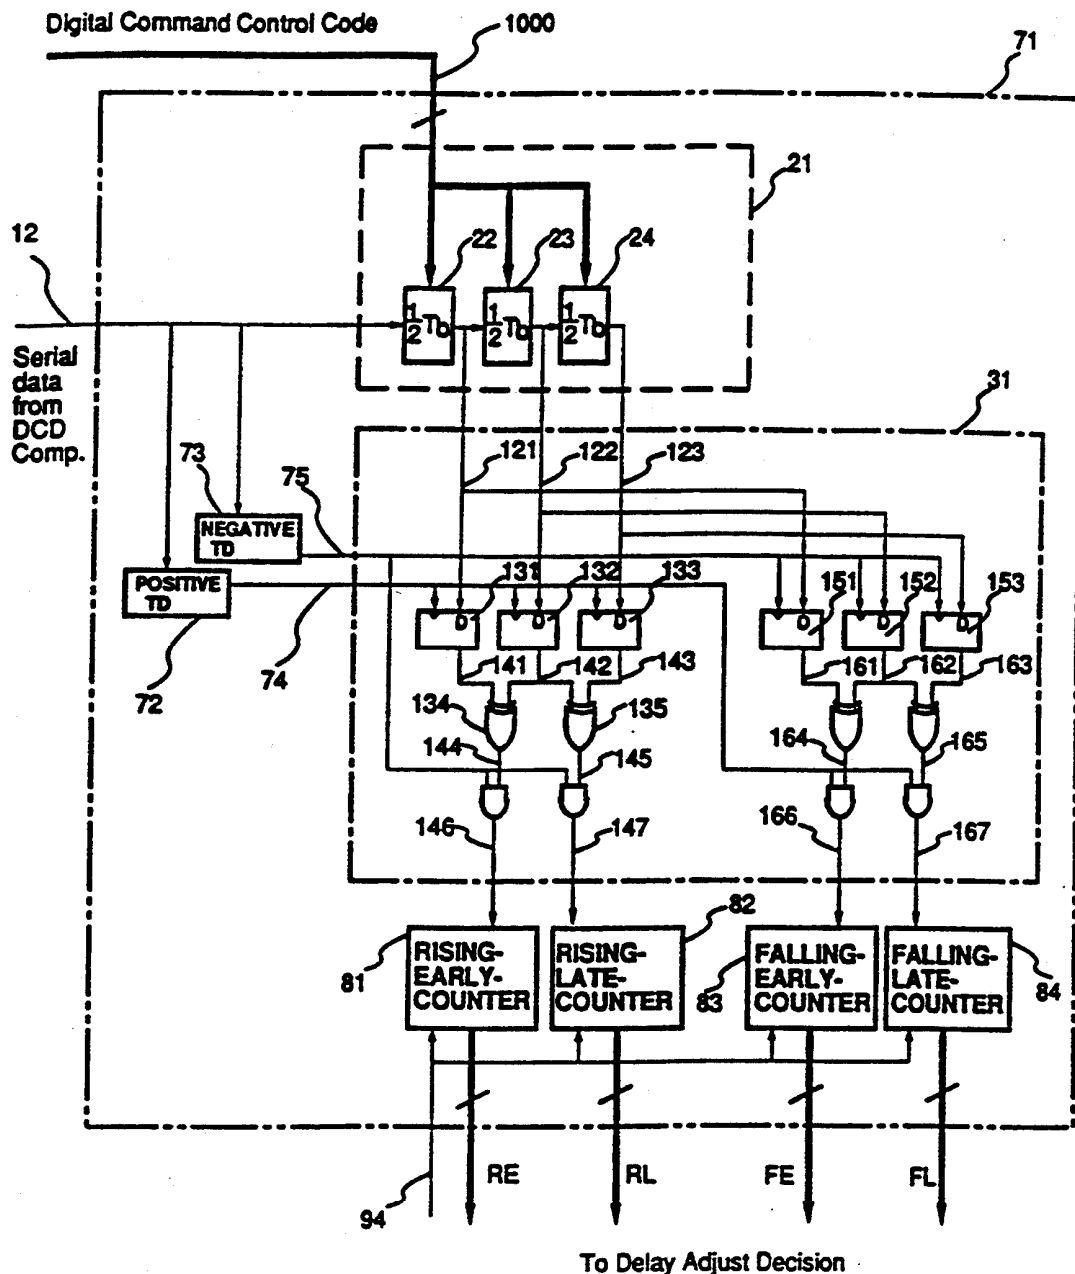 Digital Command Control Code
1000
71
21
12
22
23
24
1/2 Tb
1/2 Tb
1/2 Tb
Serial
data
from
DCD
Comp.
31
73
75
121
122
123
NEGATIVE
TD
POSITIVE
TD
131
132
133
151
152
153
D
D
D
D
D
D
72
74
141
142
143
161
162
163
134
135
144
145
164
165
146
147
166
167
82
81
RISING-
EARLY-
COUNTER
RISING-
LATE-
COUNTER
83
FALLING-
EARLY-
COUNTER
FALLING-
LATE-
COUNTER
84
94
RE
RL
FE
FL
To Delay Adjust Decision